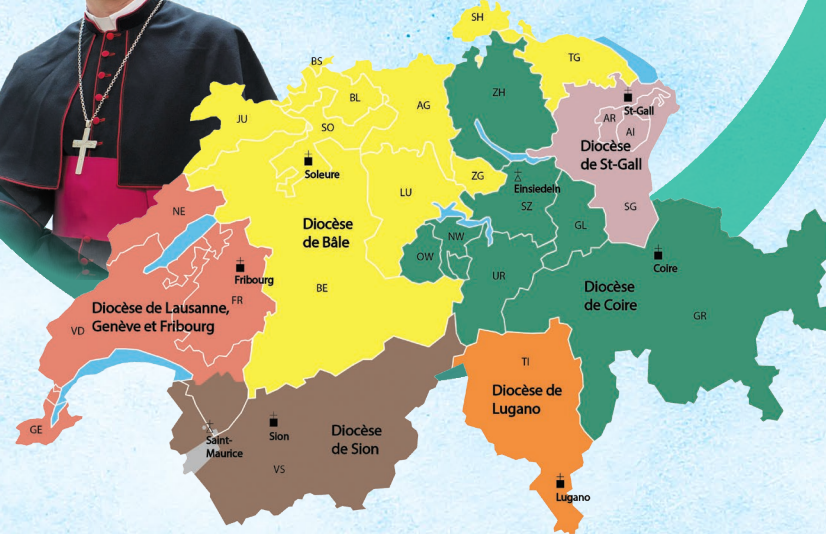 SH
BS
TG
BL
ZH
AG
JU
SO
St-Gall
AR
AI
Diocèse
de St-Gall
Soleure
ZG
Einsiedeln
LU
SZ
NE
SG
Diocèse
de Bâle
GL
NW
OW
Fribourg
Coire
UR
BE
Diocèse
de Coire
FR
Diocèse de Lausanne,
Genève et Fribourg
GR
VD
TI
Diocèse de
Lugano
GE
Saint-
Maurice
Sion
Diocèse
de Sion
VS
Lugano